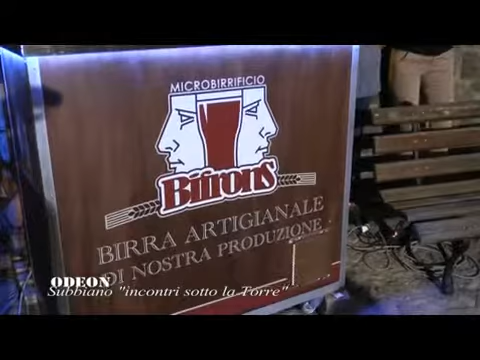 MICROBIRRIFICIO
Bifrons
BIRRA ARTIGIANALE
DI NOSTRA PRODUZIONE
ODEON
Subbiano "incontri sotto la Torre"